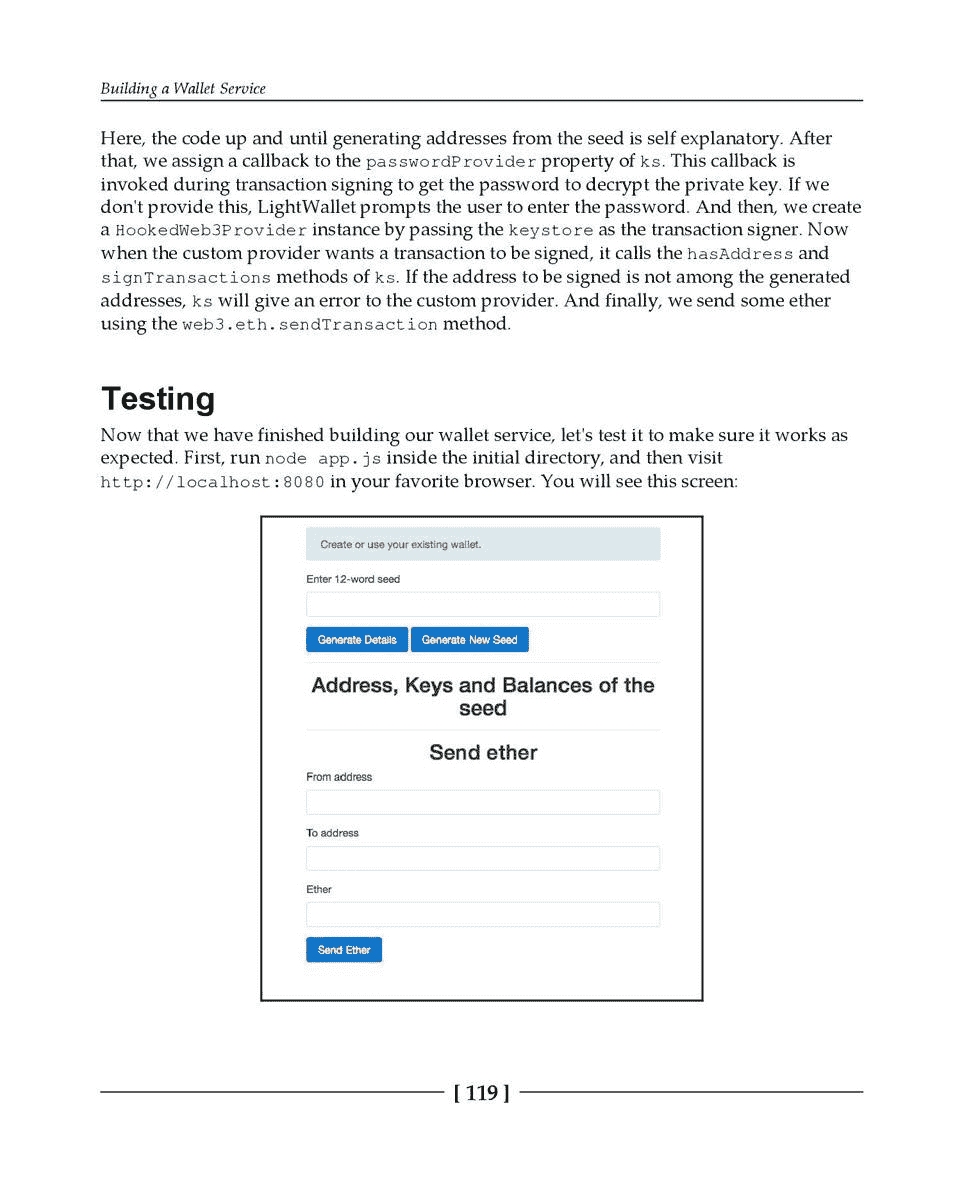 Building a Wallet Service
Here, the code up and until generating addresses from the seed is self explanatory. After
that, we assign a callback to the passwordProvider property of ks. This callback is
invoked during transaction signing to get the password to decrypt the private key. If we
don't provide this, LightWallet prompts the user to enter the password. And then, we create
a HookedWeb3Provider instance by passing the keystore as the transaction signer. Now
when the custom provider wants a transaction to be signed, it calls the hasAddress and
signTransactions methods of ks. If the address to be signed is not among the generated
addresses, ks will give an error to the custom provider. And finally, we send some ether
using the web3.eth.sendTransaction method.
Testing
Now that we have finished building our wallet service, let's test it to make sure it works as
expected. First, run node app.js inside the initial directory, and then visit
http://localhost:8080 in your favorite browser. You will see this screen:
Create or use your existing wallet.
Enter 12-word seed
Generate Details Generate New Seed
Address, Keys and Balances of the
seed
Send ether
From address
To address
Ether
Send Ether
[ 119 ]